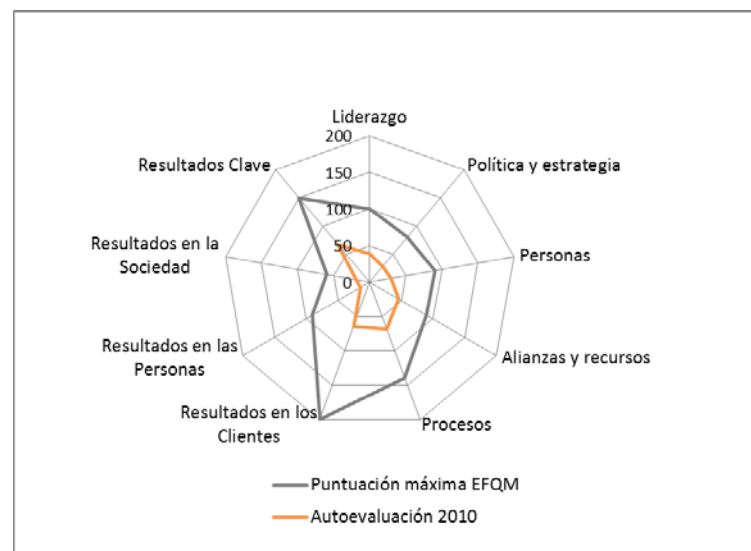 Liderazgo
200
150
100
50
0
Política y estrategia
Personas
Alianzas y recursos
Procesos
Resultados en los
Clientes
Resultados en las
Personas
Resultados en la
Sociedad
Resultados Clave
Puntuación máxima EFQM
Autoevaluación 2010